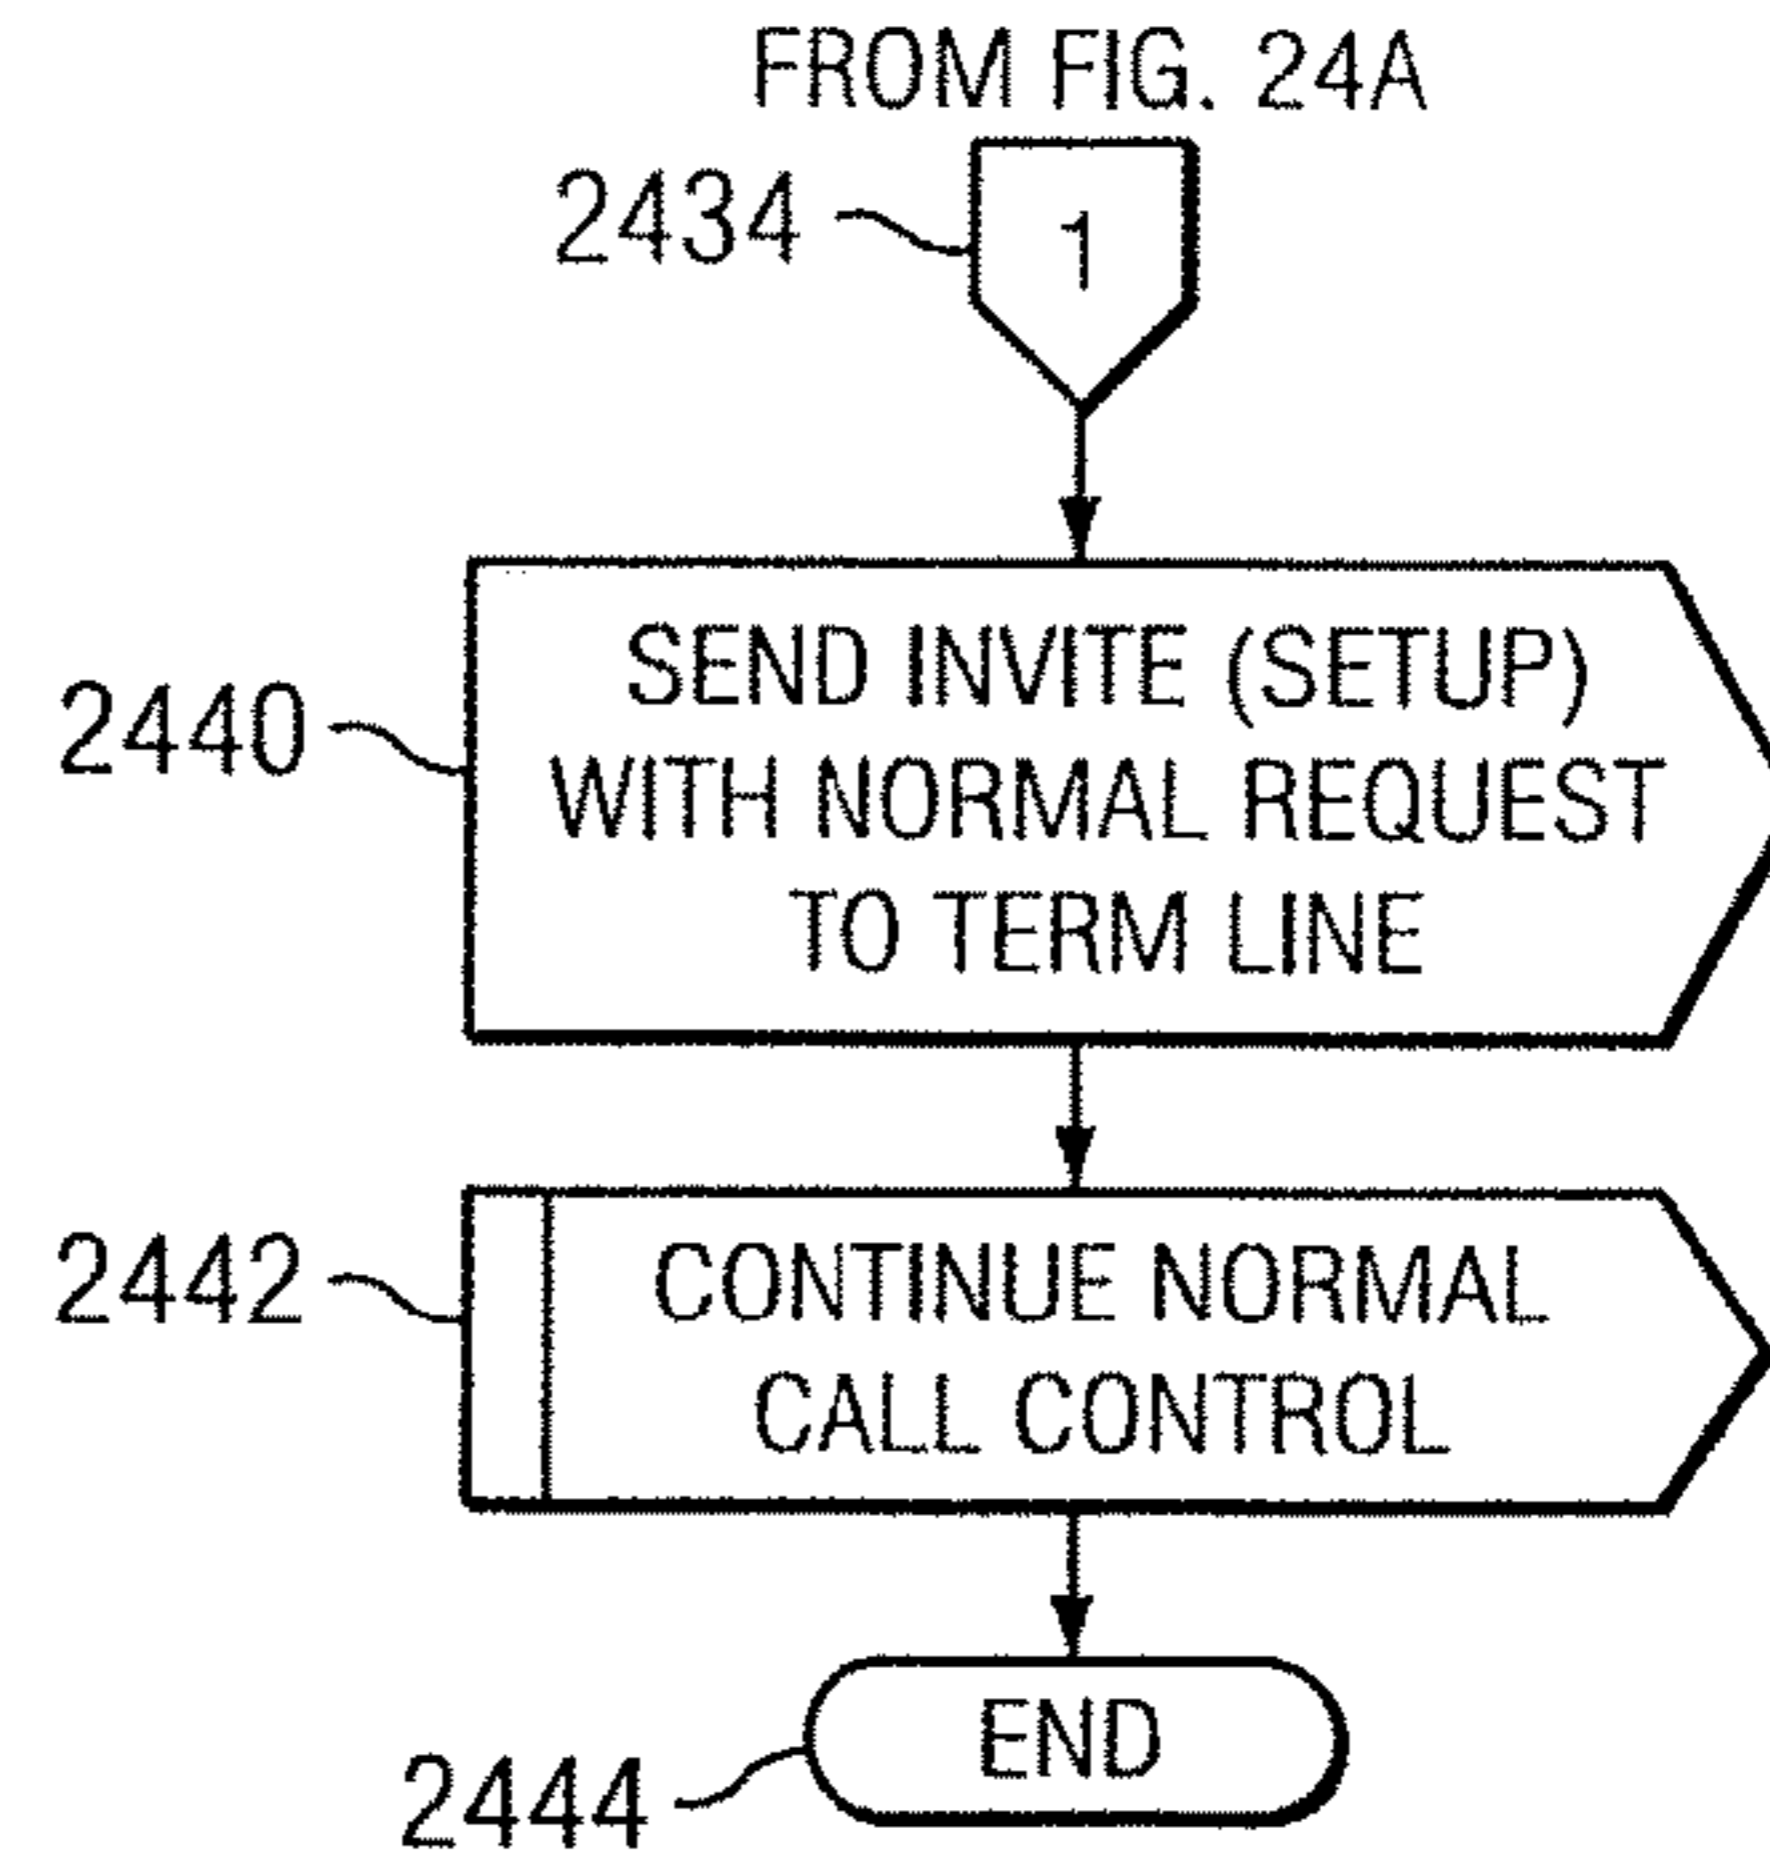 FROM FIG. 24A
2434
1
2440
SEND INVITE (SETUP)
WITH NORMAL REQUEST
TO TERM LINE
2442
CONTINUE NORMAL
CALL CONTROL
END
2444